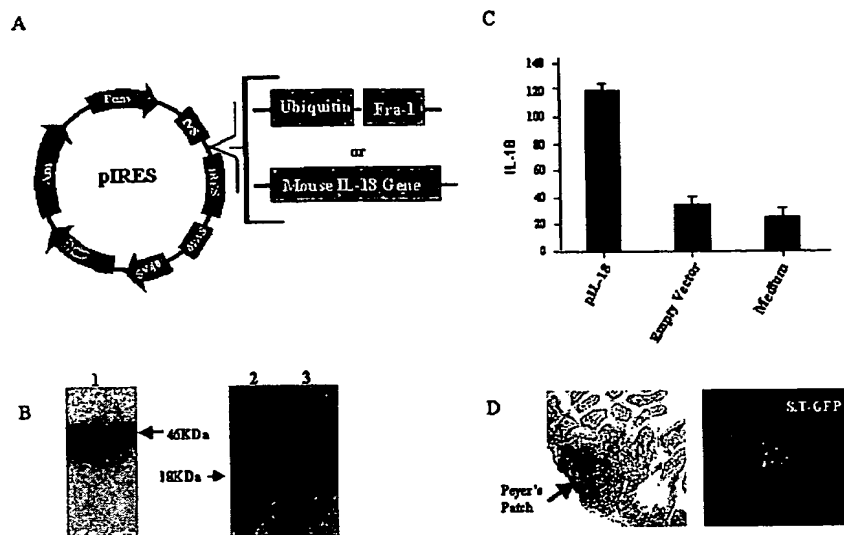 A
pIRES
Ubiquitin
Fra-1
or
Mouse IL-18 Gene
C
IL-18
140
120
100
80
60
40
20
0
pIL-18
Empty Vector
Medium
B
1
46KDa
2 3
18KDa
D
Peyer's
Patch
S.T-GFP